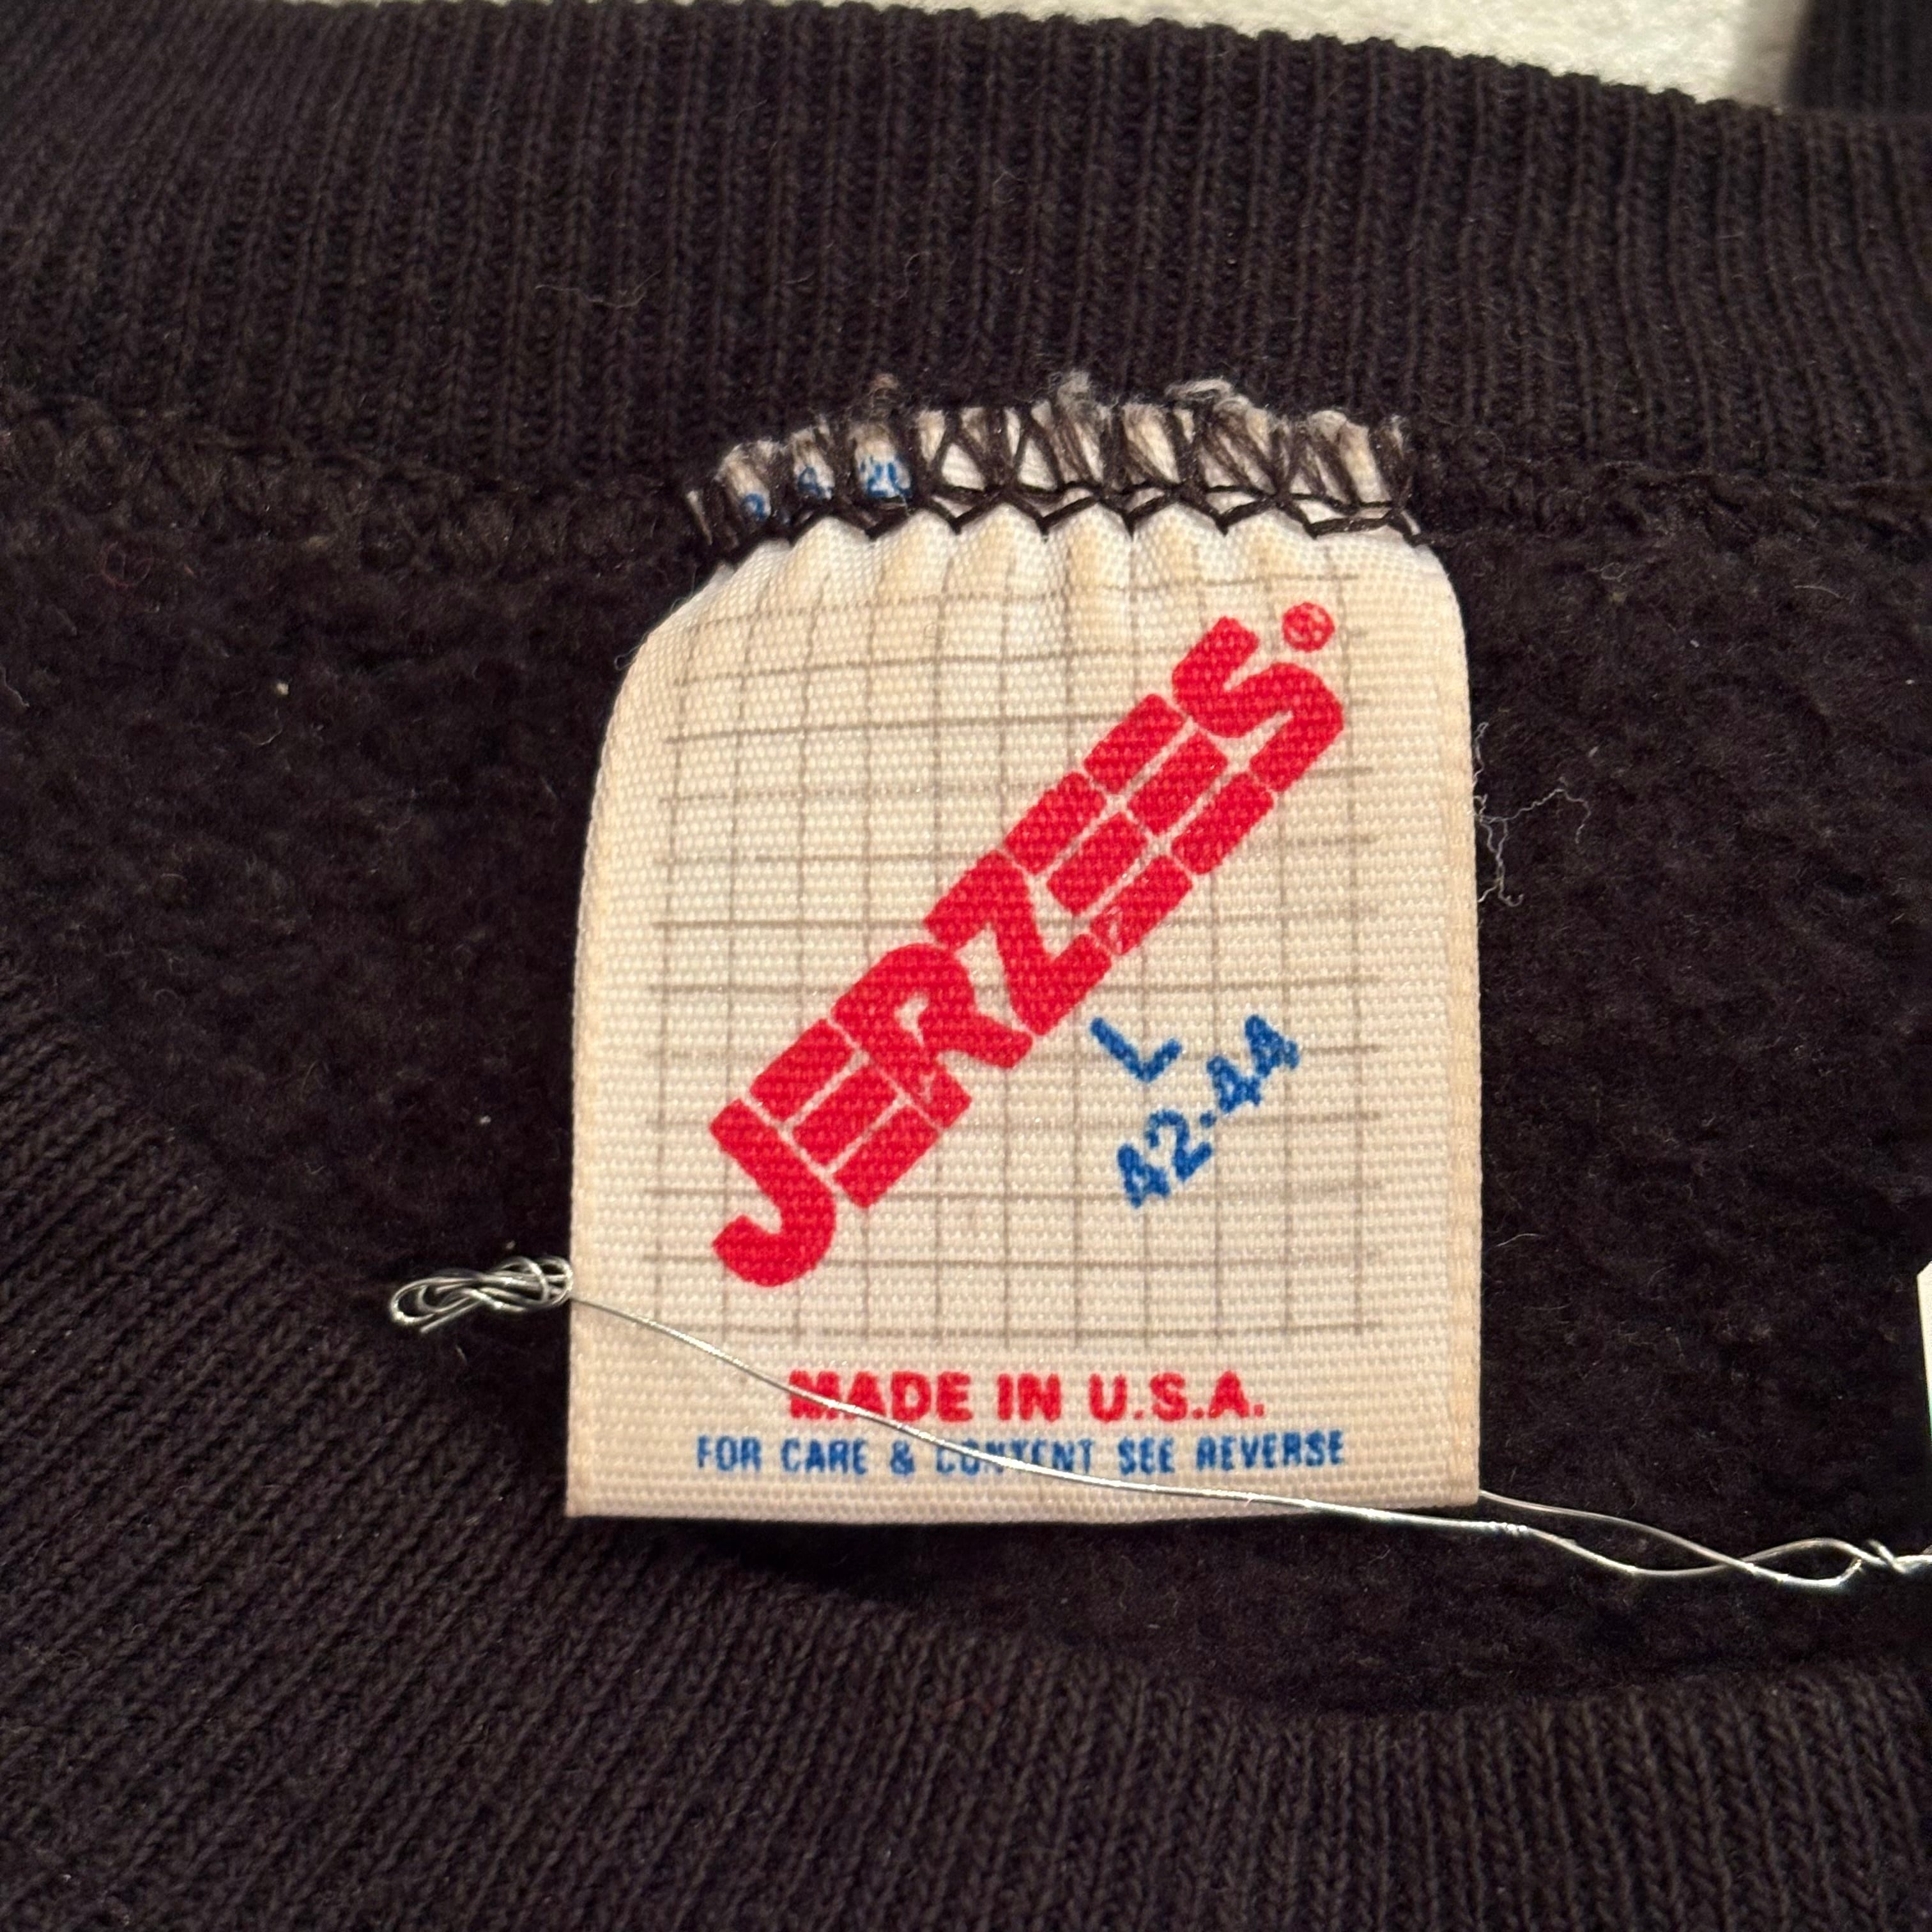 JERZEES®
L
42-44
MADE IN U.S.A.
FOR CARE & CONTENT SEE REVERSE